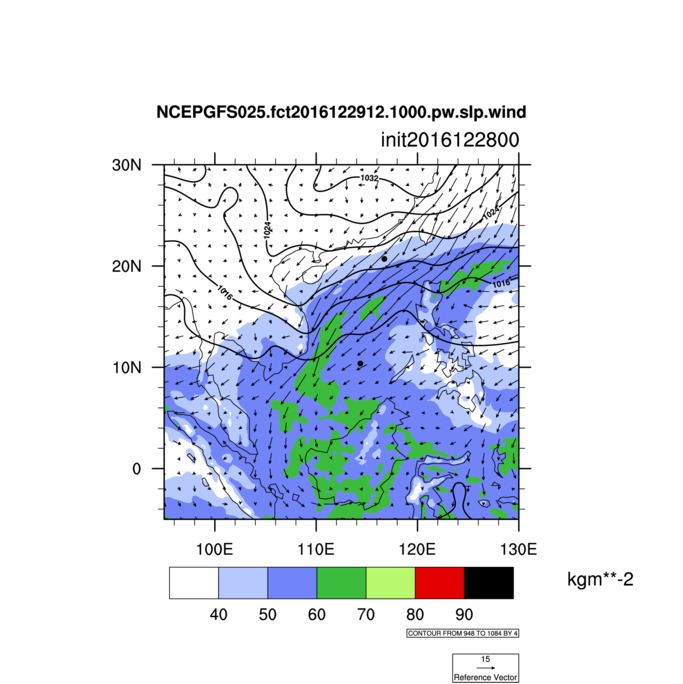 NCEPGFS025.fct2016122912.1000.pw.slp.wind
init2016122800
30N
1032
1024
1024
20N
1016
1016
10N
0
100E 110E 120E 130E
kgm**-2
40 50 60 70 80 90
CONTOUR FROM 948 TO 1084 BY 4
15
Reference Vector